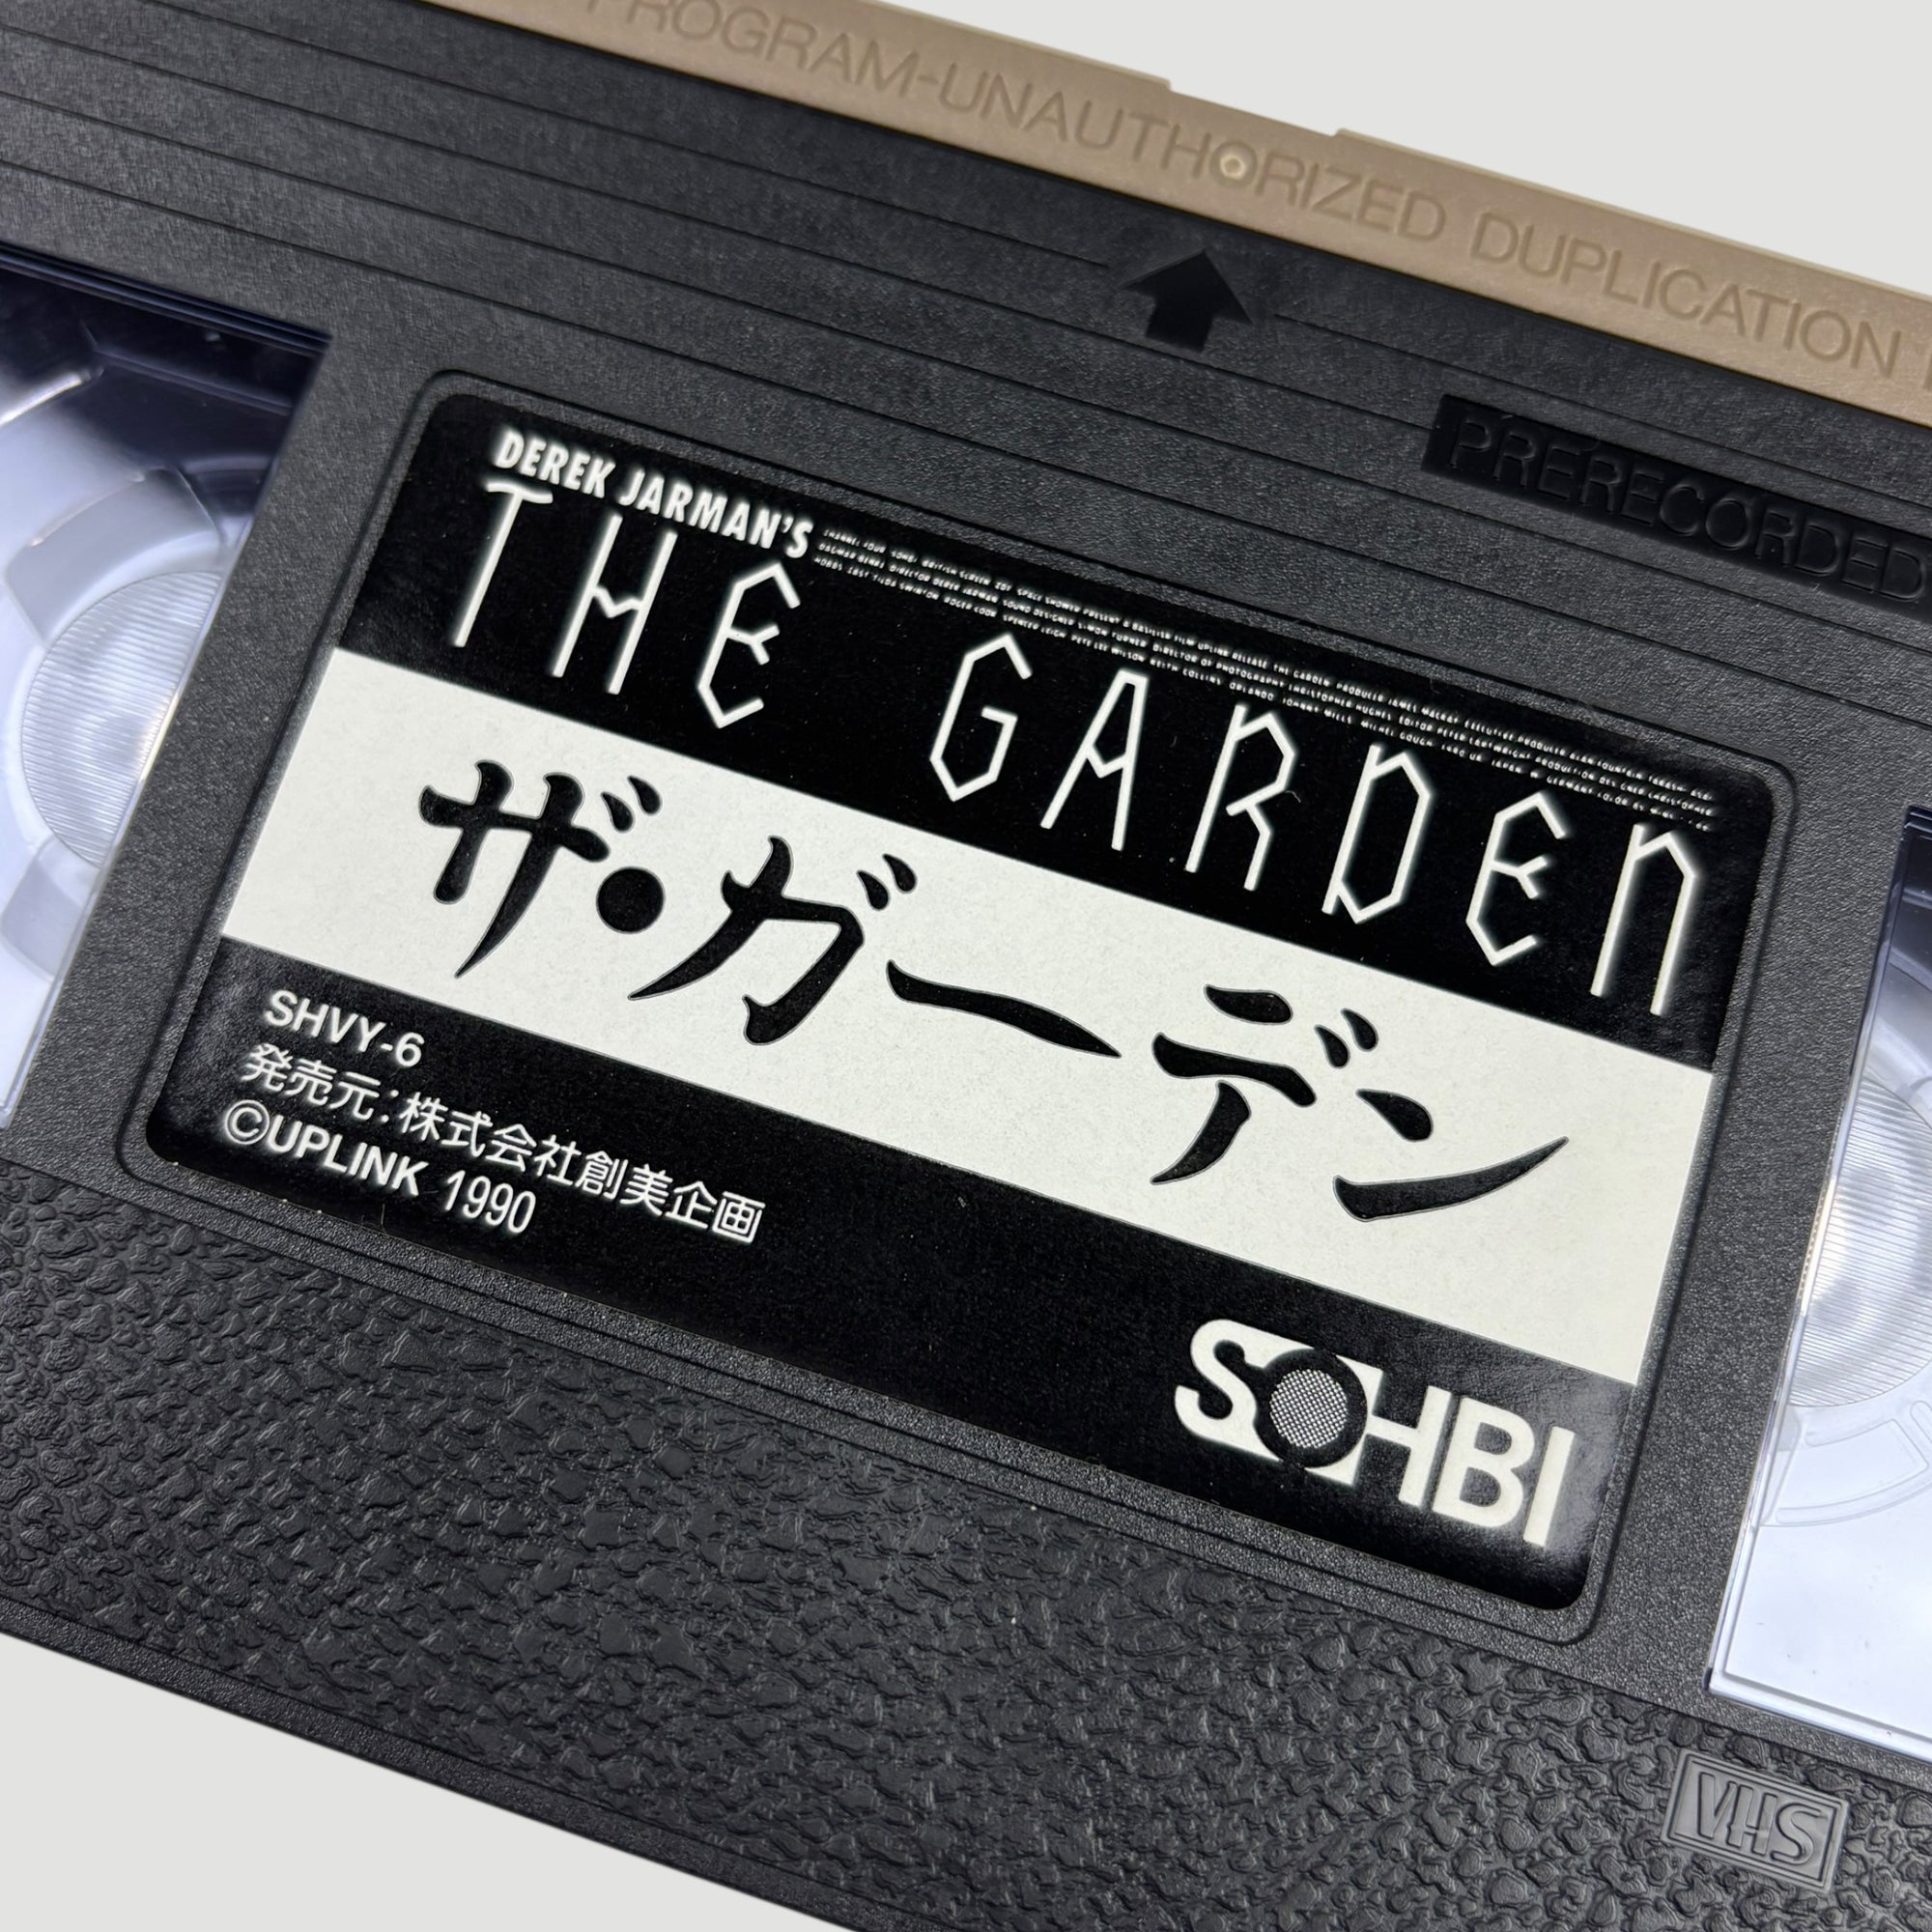 PROGRAM-UNAUTHORIZED DUPLICATION
PRERECORDED
DEREK JARMAN'S
THE GARDEN
ザ・ガーデン
SHVY-6
発売元:株式会社創美企画
©UPLINK 1990
SOHBI
VHS